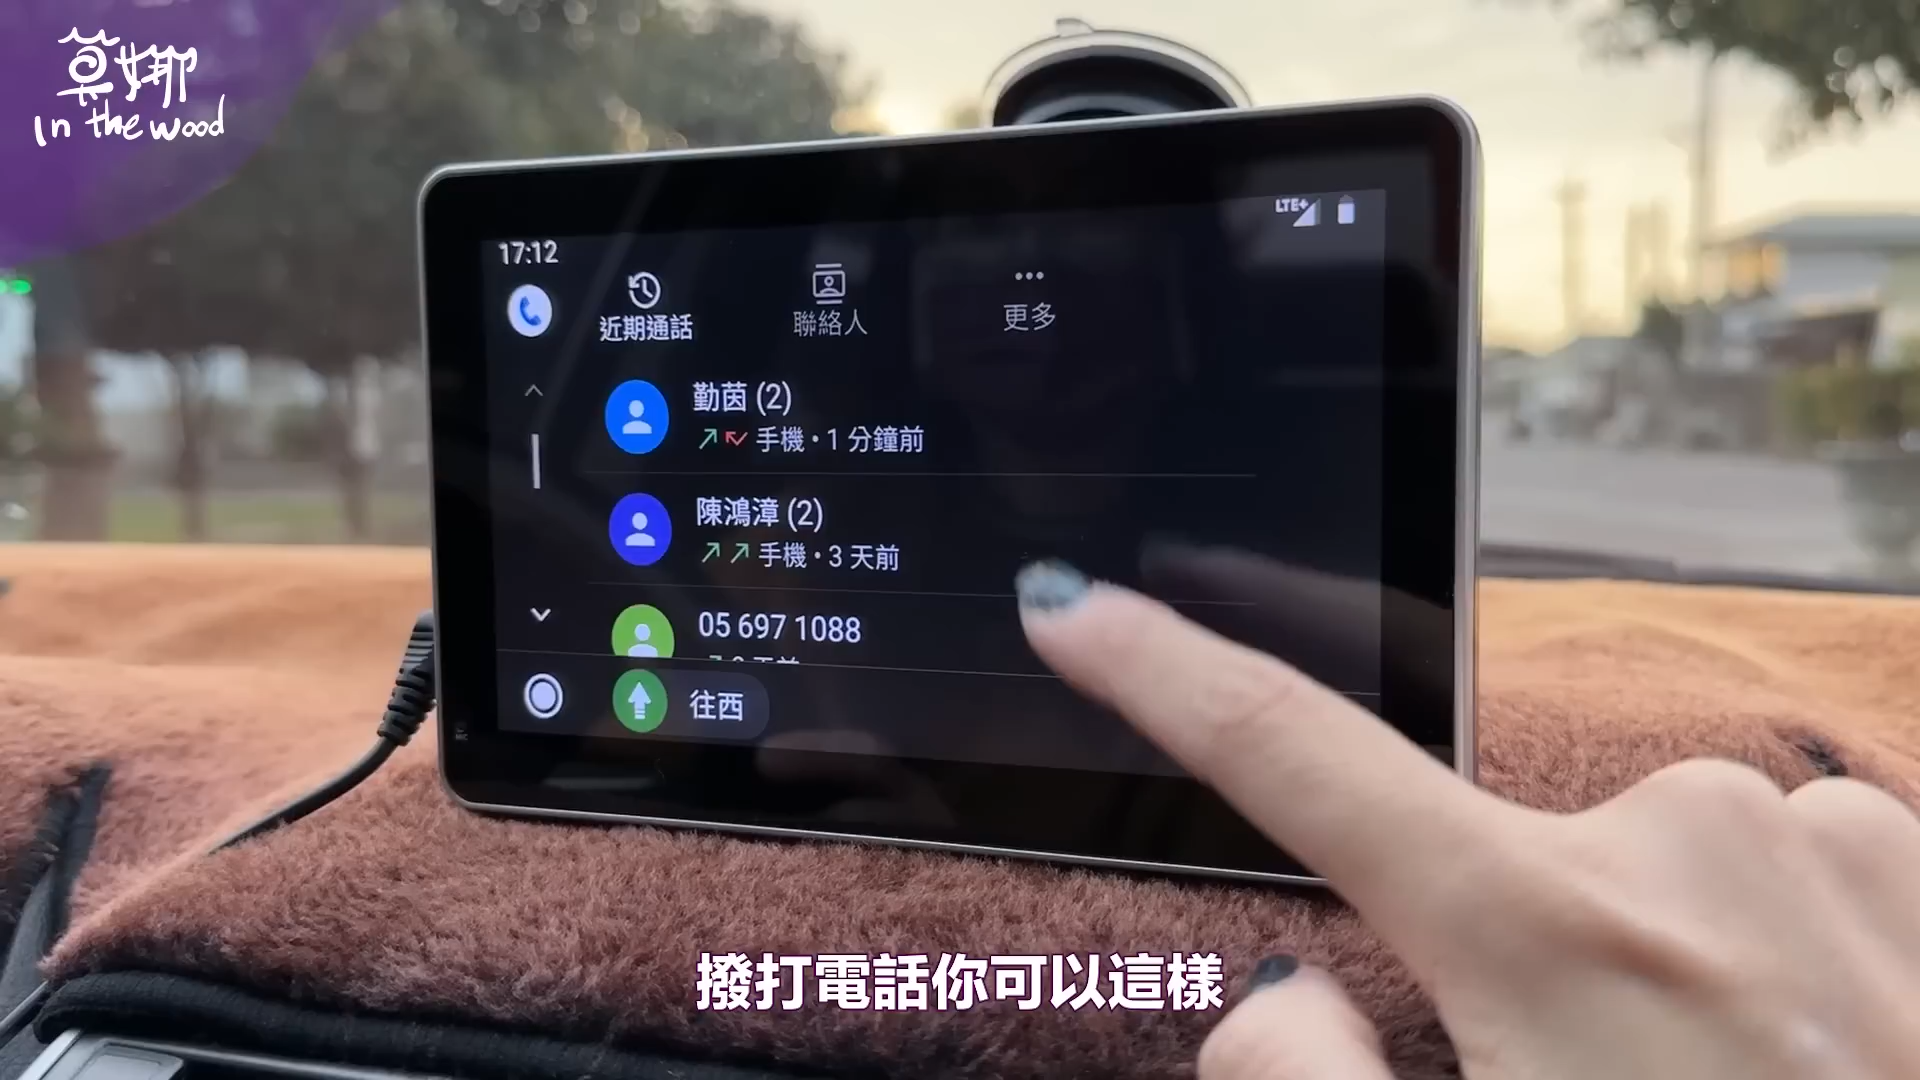 莫娜
In the wood
LTE+
17:12
近期通話
聯絡人
更多
勤茵 (2)
手機・1 分鐘前
陳鴻漳 (2)
手機・3 天前
05 697 1088
往西
撥打電話你可以這樣